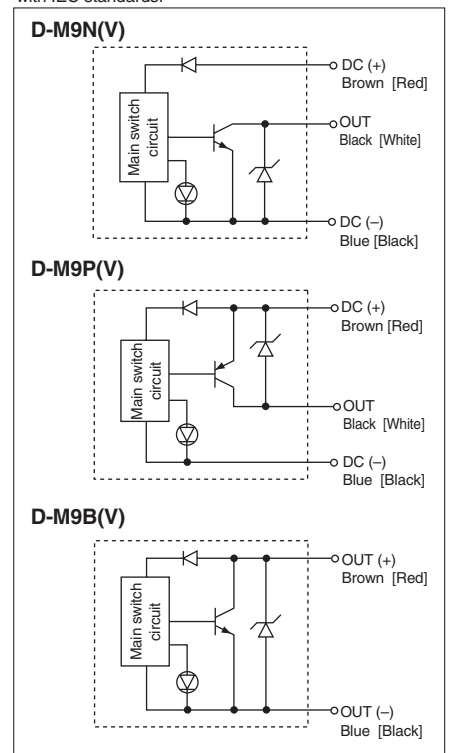 with IEC standards.
D-M9N(V)
DC (+)
Brown [Red]
OUT
Black [White]
Main switch
circuit
DC (–)
Blue [Black]
D-M9P(V)
DC (+)
Brown [Red]
Main switch
circuit
OUT
Black [White]
DC (–)
Blue [Black]
D-M9B(V)
OUT (+)
Brown [Red]
Main switch
circuit
OUT (–)
Blue [Black]